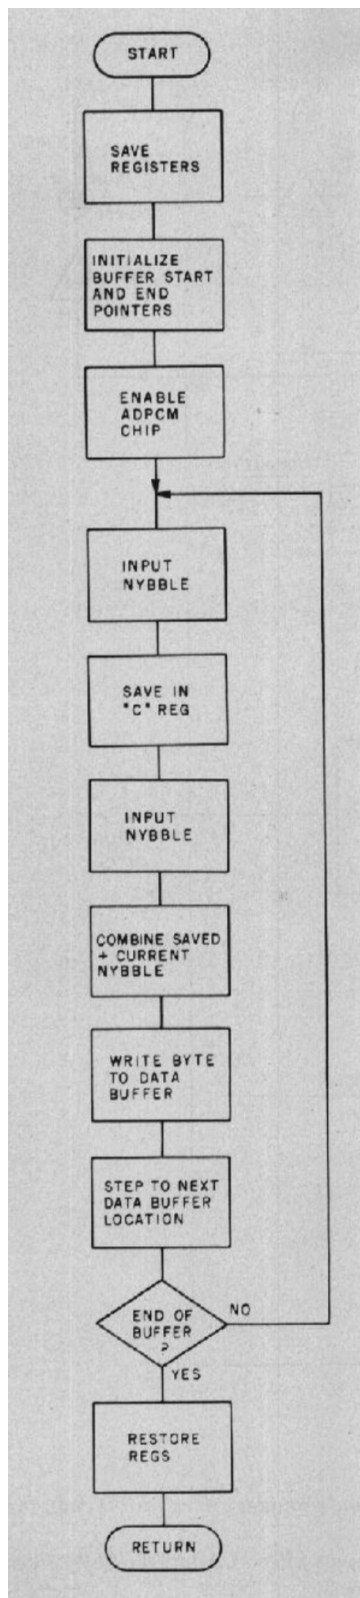 START
SAVE
REGISTERS
INITIALIZE
BUFFER START
AND END
POINTERS
ENABLE
ADPCM
CHIP
INPUT
NYBBLE
SAVE IN
"C" REG
INPUT
NYBBLE
COMBINE SAVED
+ CURRENT
NYBBLE
WRITE BYTE
TO DATA
BUFFER
STEP TO NEXT
DATA BUFFER
LOCATION
END OF
BUFFER
?
NO
YES
RESTORE
REGS
RETURN